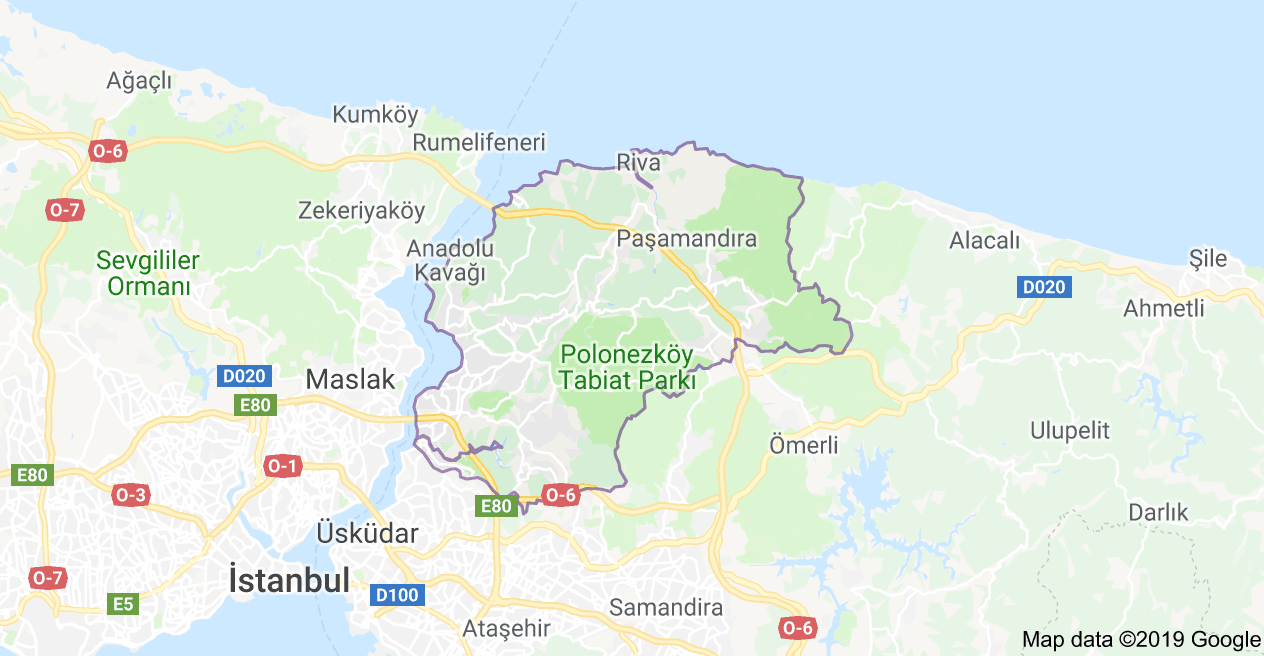 Ağaçlı
Kumköy
Rumelifeneri
O-6
Riva
O-7
Zekeriyaköy
Paşamandıra
Alacalı
Anadolu
Kavağı
Sevgililer
Ormanı
Şile
D020
Ahmetli
Polonezköy
Tabiat Parkı
D020
Maslak
E80
Ulupelit
Ömerli
O-1
E80
O-3
O-6
E80
Darlık
Üsküdar
İstanbul
O-7
D100
E5
Samandira
Ataşehir
O-6
Map data ©2019 Google